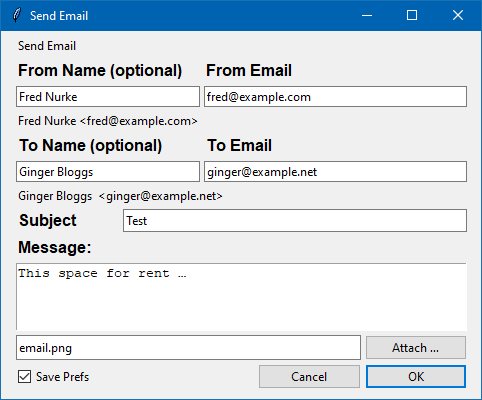 Send Email
Send Email
From Name (optional) From Email
Fred Nurke fred@example.com
Fred Nurke <fred@example.com>
To Name (optional) To Email
Ginger Bloggs ginger@example.net
Ginger Bloggs <ginger@example.net>
Subject Test
Message:
This space for rent …
email.png Attach ...
Save Prefs Cancel OK